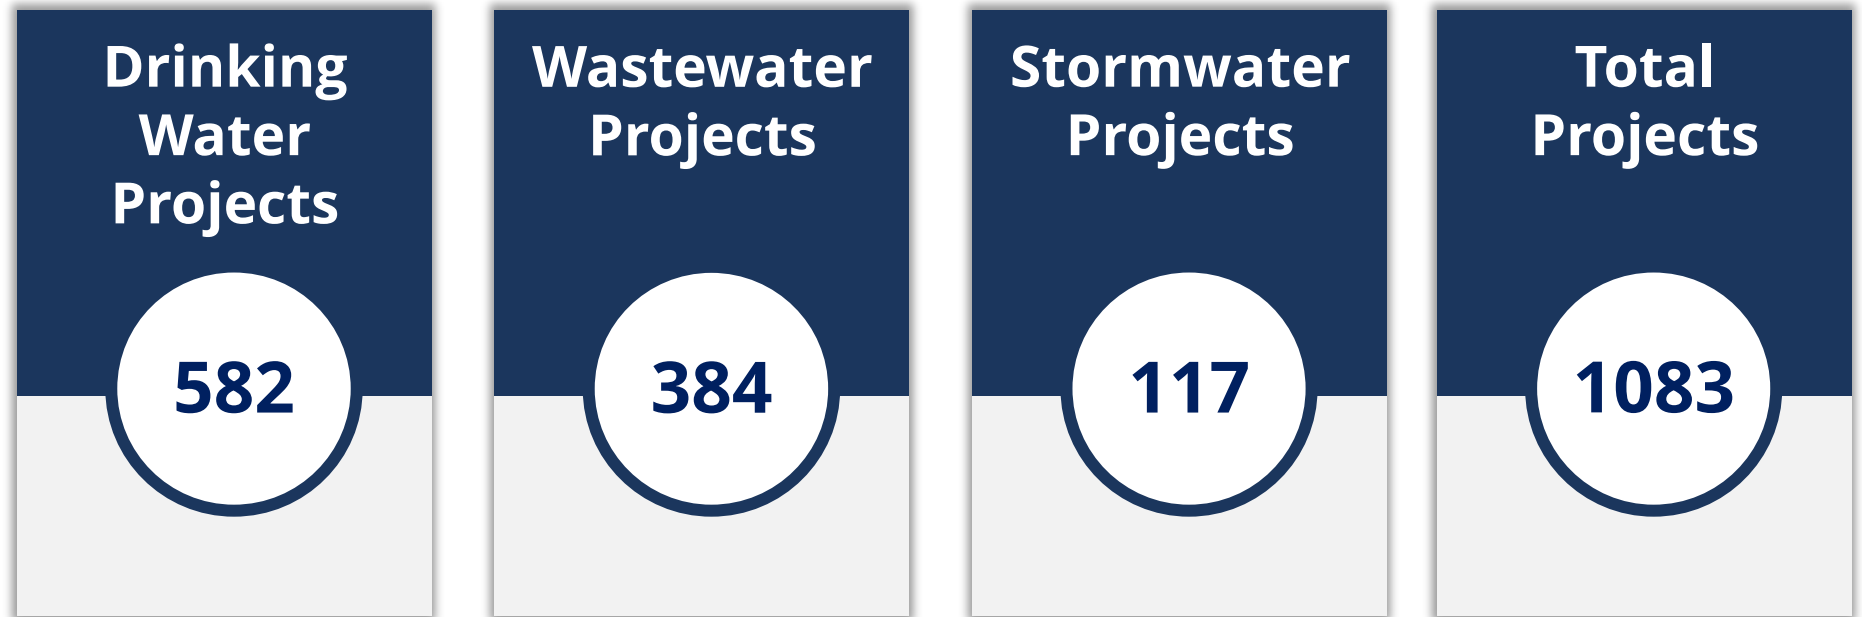 Drinking
Water
Projects
582
Wastewater
Projects
384
Stormwater
Projects
117
Total
Projects
1083